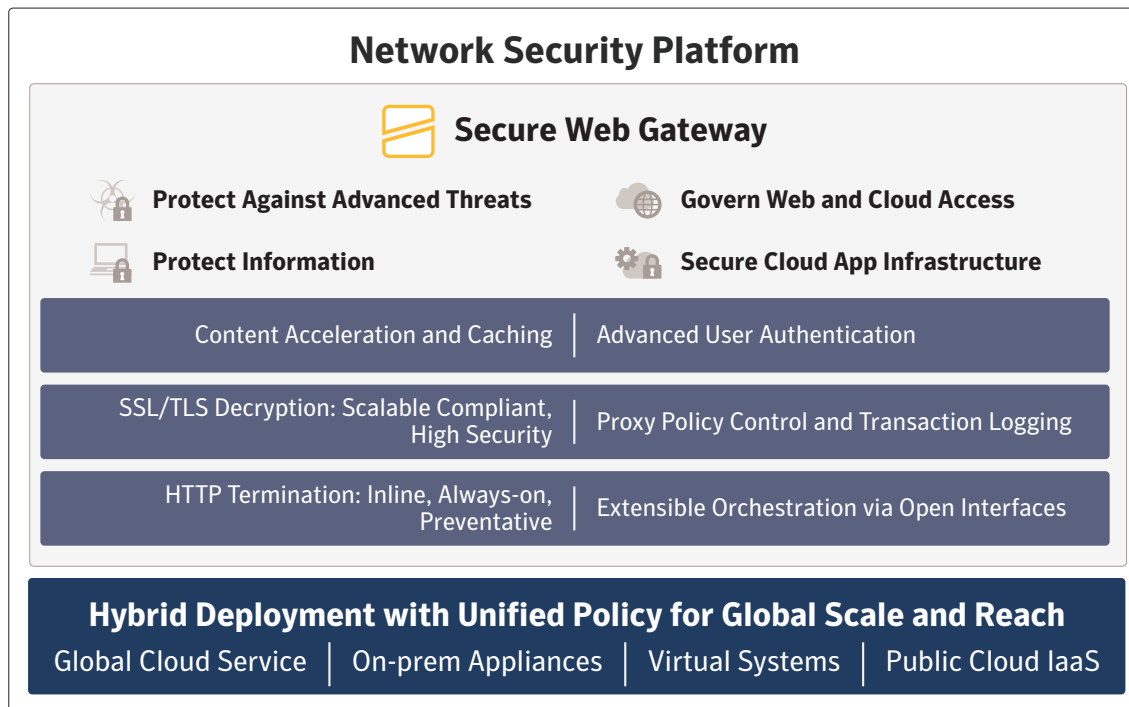 Network Security Platform
Secure Web Gateway
Protect Against Advanced Threats
Govern Web and Cloud Access
Protect Information
Secure Cloud App Infrastructure
Content Acceleration and Caching
Advanced User Authentication
SSL/TLS Decryption: Scalable Compliant,
High Security
Proxy Policy Control and Transaction Logging
HTTP Termination: Inline, Always-on,
Preventative
Extensible Orchestration via Open Interfaces
Hybrid Deployment with Unified Policy for Global Scale and Reach
Global Cloud Service
On-prem Appliances
Virtual Systems
Public Cloud IaaS